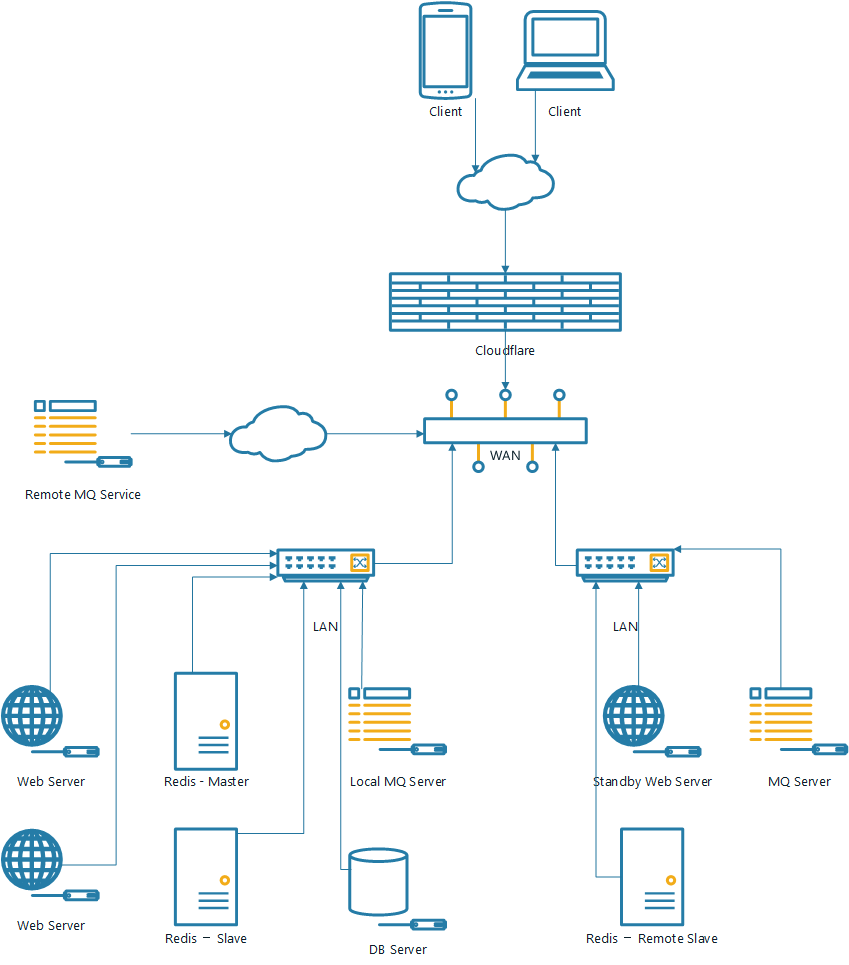 Client
Client
Cloudflare
WAN
Remote MQ Service
LAN
LAN
Web Server
Redis - Master
Local MQ Server
Standby Web Server
MQ Server
Web Server
Redis – Slave
DB Server
Redis – Remote Slave